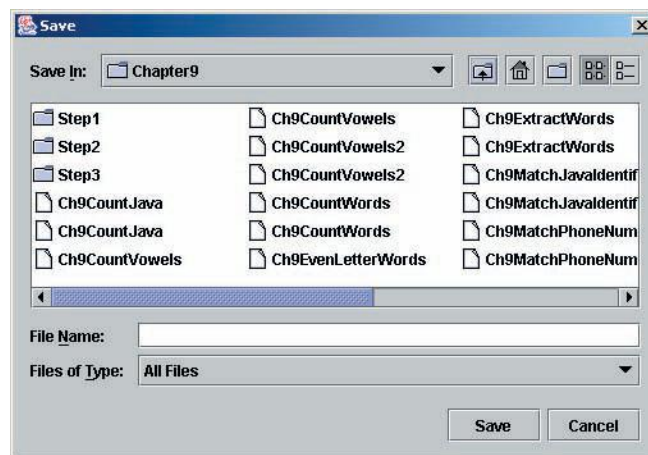 Save
Save In: Chapter9
Step1 Ch9CountVowels Ch9ExtractWords
Step2 Ch9CountVowels2 Ch9ExtractWords
Step3 Ch9CountVowels2 Ch9MatchJavaIdentif
Ch9CountJava Ch9CountWords Ch9MatchJavaIdentif
Ch9CountJava Ch9CountWords Ch9MatchPhoneNum
Ch9CountVowels Ch9EvenLetterWords Ch9MatchPhoneNum
File Name:
Files of Type: All Files
Save Cancel